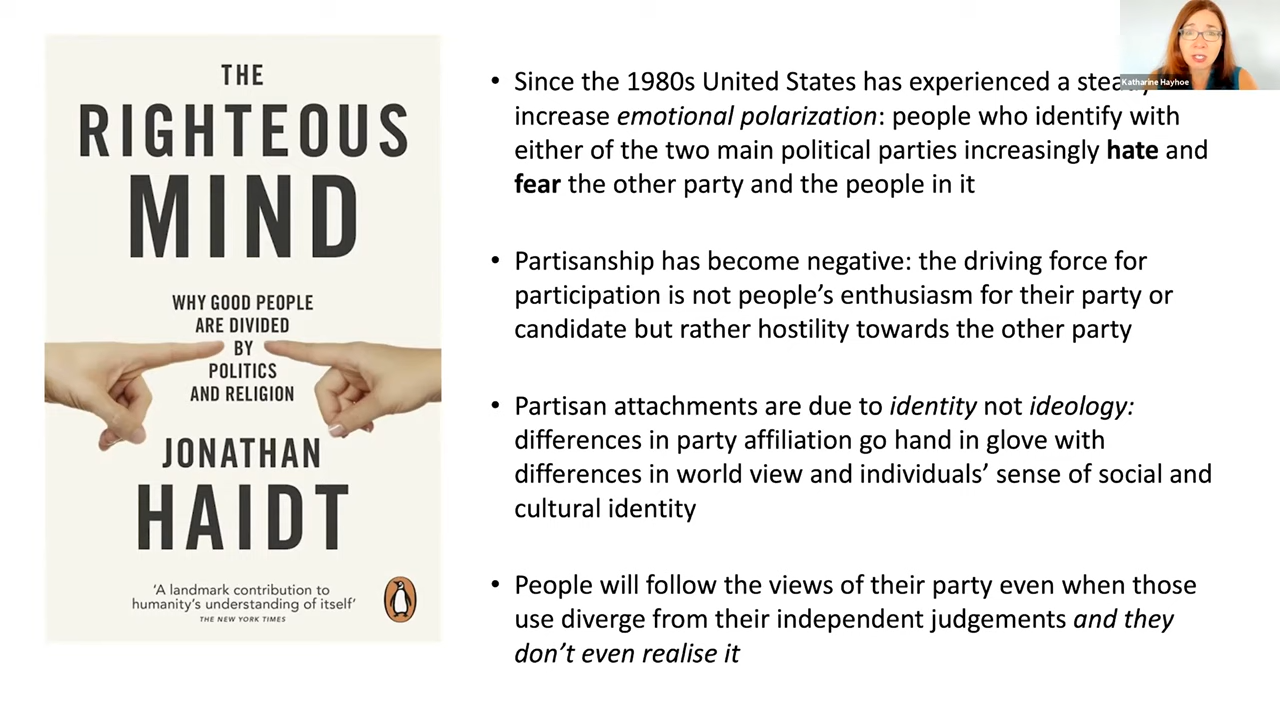 THE
RIGHTEOUS
MIND
WHY GOOD PEOPLE
ARE DIVIDED
BY
POLITICS
AND RELIGION
JONATHAN
HAIDT
'A landmark contribution to
humanity's understanding of itself'
THE NEW YORK TIMES
• Since the 1980s United States has experienced a
increase emotional polarization: people who identify with
either of the two main political parties increasingly hate and
fear the other party and the people in it
• Partisanship has become negative: the driving force for
participation is not people's enthusiasm for their party or
candidate but rather hostility towards the other party
• Partisan attachments are due to identity not ideology:
differences in party affiliation go hand in glove with
differences in world view and individuals' sense of social and
cultural identity
• People will follow the views of their party even when those
use diverge from their independent judgements and they
don't even realise it
Katharine Hayhoe